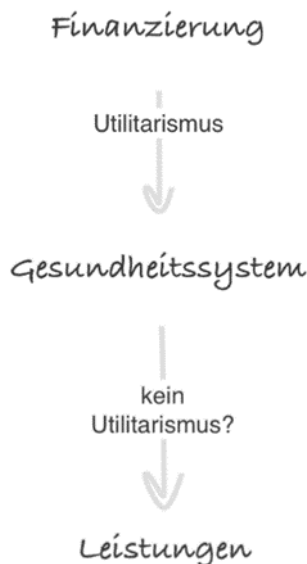 Finanzierung
Utilitarismus
Gesundheitssystem
kein
Utilitarismus?
Leistungen